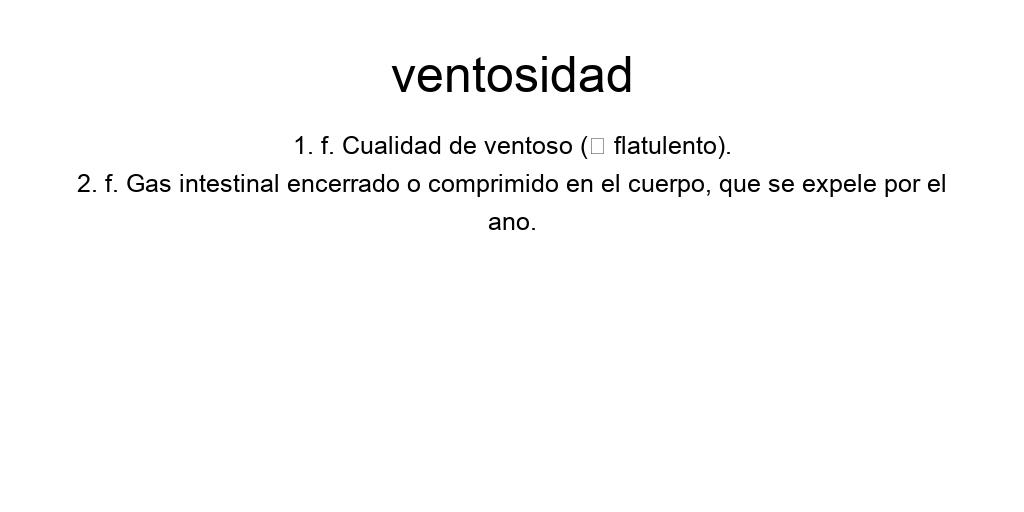 ventosidad
1. f. Cualidad de ventoso (□ flatulento).
2. f. Gas intestinal encerrado o comprimido en el cuerpo, que se expele por el
ano.